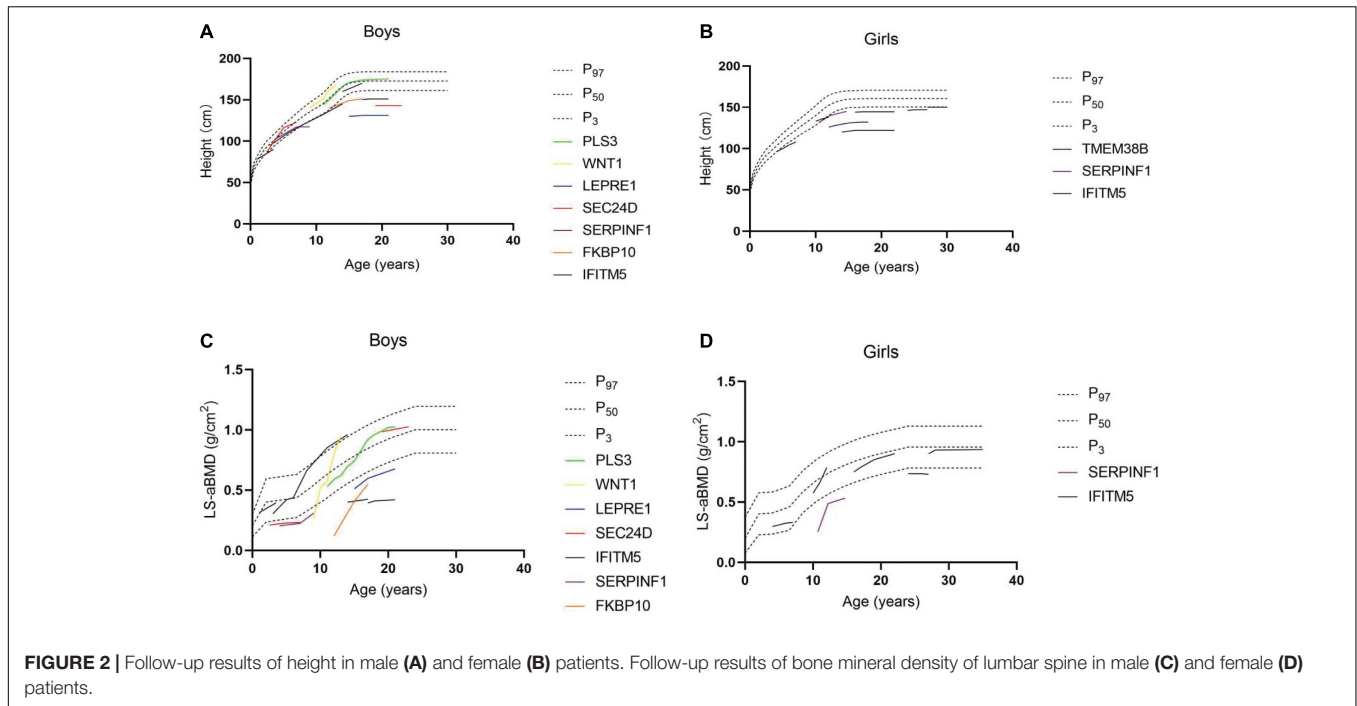 A
Boys
Height (cm)
200
150
100
50
0
0 10 20 30 40
Age (years)
P97
P50
P3
PLS3
WNT1
LEPRE1
SEC24D
SERPINF1
FKBP10
IFITM5
B
Girls
Height (cm)
200
150
100
50
0
0 10 20 30 40
Age (years)
P97
P50
P3
TMEM38B
SERPINF1
IFITM5
C
Boys
LS-aBMD (g/cm²)
1.5
1.0
0.5
0.0
0 10 20 30 40
Age (years)
P97
P50
P3
PLS3
WNT1
LEPRE1
SEC24D
IFITM5
SERPINF1
FKBP10
D
Girls
LS-aBMD (g/cm²)
1.5
1.0
0.5
0.0
0 10 20 30 40
Age (years)
P97
P50
P3
SERPINF1
IFITM5
FIGURE 2 | Follow-up results of height in male (A) and female (B) patients. Follow-up results of bone mineral density of lumbar spine in male (C) and female (D)
patients.